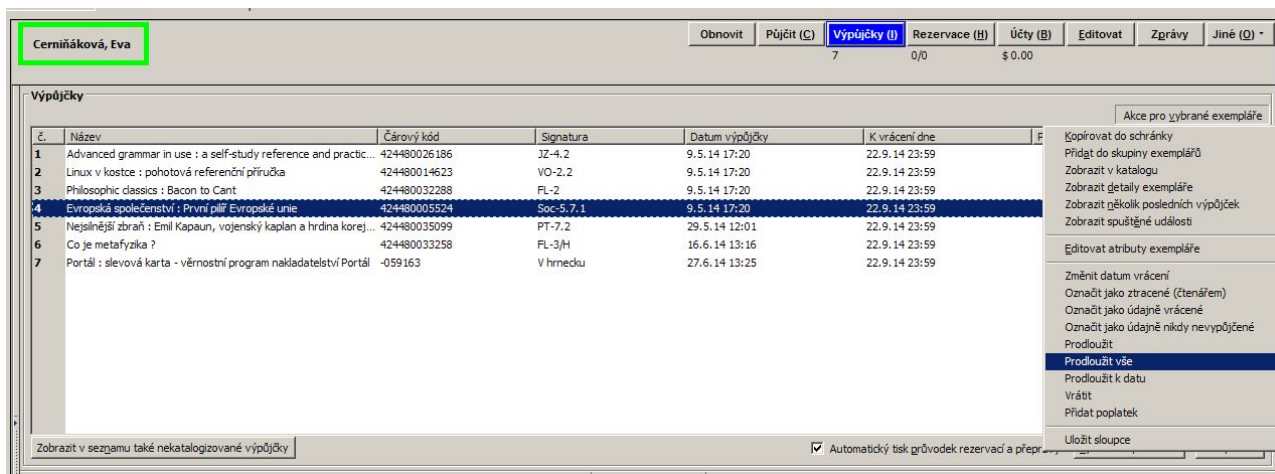 Cerniňáková, Eva
Obnovit Půjčit (C) Výpůjčky (I) Rezervace (H) Účty (B) Editovat Zprávy Jiné (O)
7 0/0 $ 0.00
Výpůjčky
Akce pro vybrané exempláře
č. Název Čárový kód Signatura Datum výpůjčky K vrácení dne P
1 Advanced grammar in use : a self-study reference and practic... 424480026186 JZ-4.2 9.5.14 17:20 22.9.14 23:59
2 Linux v kostce : pohotová referenční příručka 424480014623 VO-2.2 9.5.14 17:20 22.9.14 23:59
3 Philosophic classics : Bacon to Cant 424480032288 FL-2 9.5.14 17:20 22.9.14 23:59
4 Evropská společenství : První pilíř Evropské unie 424480005524 Soc-5.7.1 9.5.14 17:20 22.9.14 23:59
5 Nejsilnější zbraň : Emil Kapaun, vojenský kaplan a hrdina korej... 424480035099 PT-7.2 29.5.14 12:01 22.9.14 23:59
6 Co je metafyzika ? 424480033258 FL-3/H 16.6.14 13:16 22.9.14 23:59
7 Portál : slevová karta - věrnostní program nakladatelství Portál -059163 V hrnecku 27.6.14 13:25 22.9.14 23:59
Kopírovat do schránky
Přidat do skupiny exemplářů
Zobrazit v katalogu
Zobrazit detaily exempláře
Zobrazit několik posledních výpůjček
Zobrazit spuštěné události
Editovat atributy exempláře
Změnit datum vrácení
Označit jako ztracené (čtenářem)
Označit jako údajně vrácené
Označit jako údajně nikdy nevypůjčené
Prodloužit
Prodloužit vše
Prodloužit k datu
Vrátit
Přidat poplatek
Uložit sloupce
Zobrazit v seznamu také nekatalogizované výpůjčky Automatický tisk průvodek rezervací a